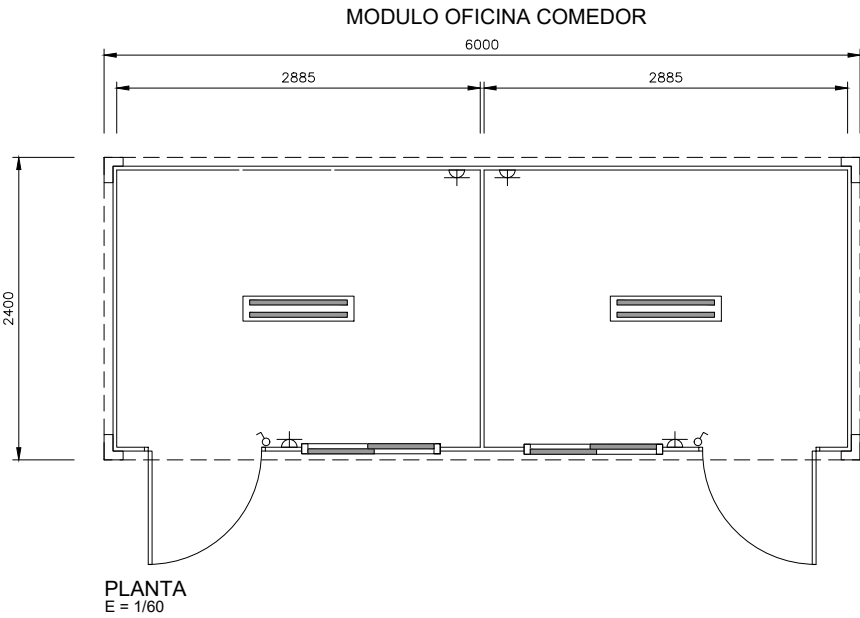 MODULO OFICINA COMEDOR
6000
2885 2885
2400
PLANTA
E = 1/60